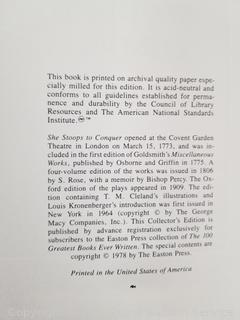 This book is printed on archival quality paper espe-
cially milled for this edition. It is acid-neutral and
conforms to all guidelines established for perma-
nence and durability by the Council of Library
Resources and The American National Standards
Institute.™
She Stoops to Conquer opened at the Covent Garden
Theatre in London on March 15, 1773, and was in-
cluded in the first edition of Goldsmith's Miscellaneous
Works, published by Osborne and Griffin in 1775. A
four-volume edition of the works was issued in 1806
by S. Rose, with a memoir by Bishop Percy. The Ox-
ford edition of the plays appeared in 1909. The edi-
tion containing T. M. Cleland's illustrations and
Louis Kronenberger's introduction was first issued in
New York in 1964 (copyright © by The George
Macy Companies, Inc.). This Collector's Edition is
published by advance registration exclusively for
subscribers to the Easton Press collection of The 100
Greatest Books Ever Written. The special contents are
copyright © 1978 by The Easton Press.
Printed in the United States of America